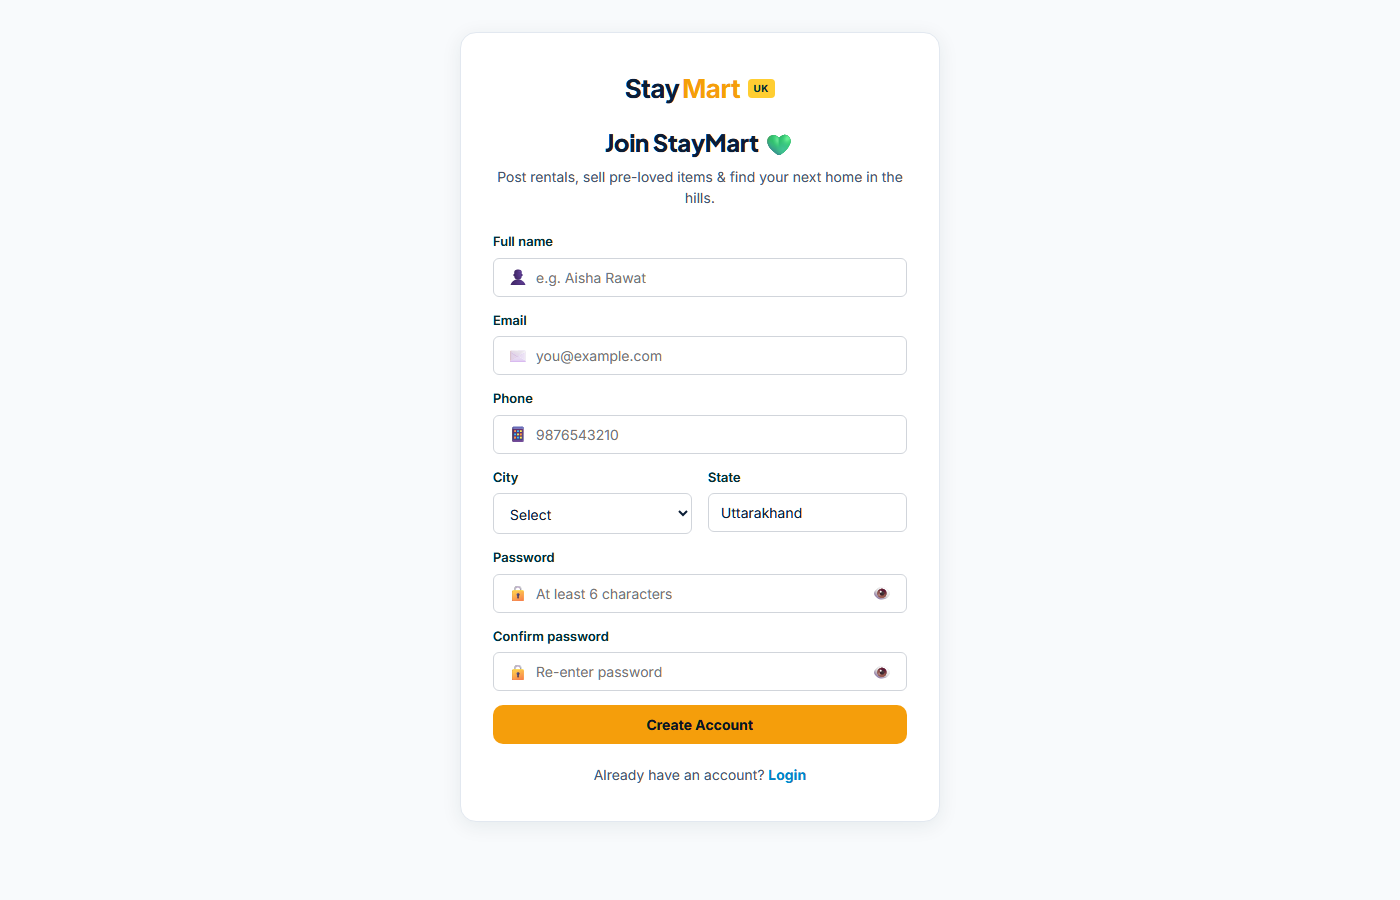 StayMart UK
Join StayMart 💚
Post rentals, sell pre-loved items & find your next home in the
hills.
Full name
e.g. Aisha Rawat
Email
you@example.com
Phone
9876543210
City State
Select Uttarakhand
Password
At least 6 characters
Confirm password
Re-enter password
Create Account
Already have an account? Login